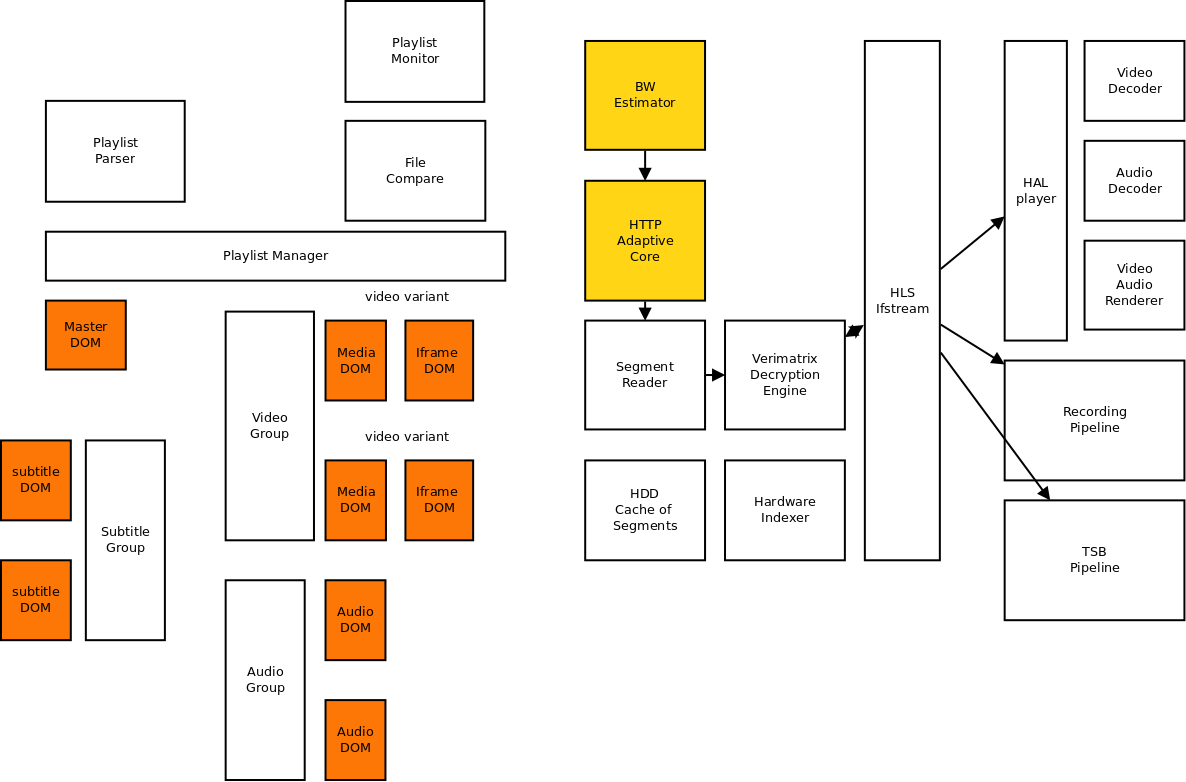 Playlist
Monitor
Playlist
Parser
File
Compare
Playlist Manager
Master
DOM
video variant
Media
DOM
Iframe
DOM
Video
Group
video variant
Media
DOM
Iframe
DOM
subtitle
DOM
Subtitle
Group
subtitle
DOM
Audio
DOM
Audio
Group
Audio
DOM
BW
Estimator
HTTP
Adaptive
Core
Segment
Reader
Verimatrix
Decryption
Engine
HDD
Cache of
Segments
Hardware
Indexer
HLS
Ifstream
HAL
player
Video
Decoder
Audio
Decoder
Video
Audio
Renderer
Recording
Pipeline
TSB
Pipeline